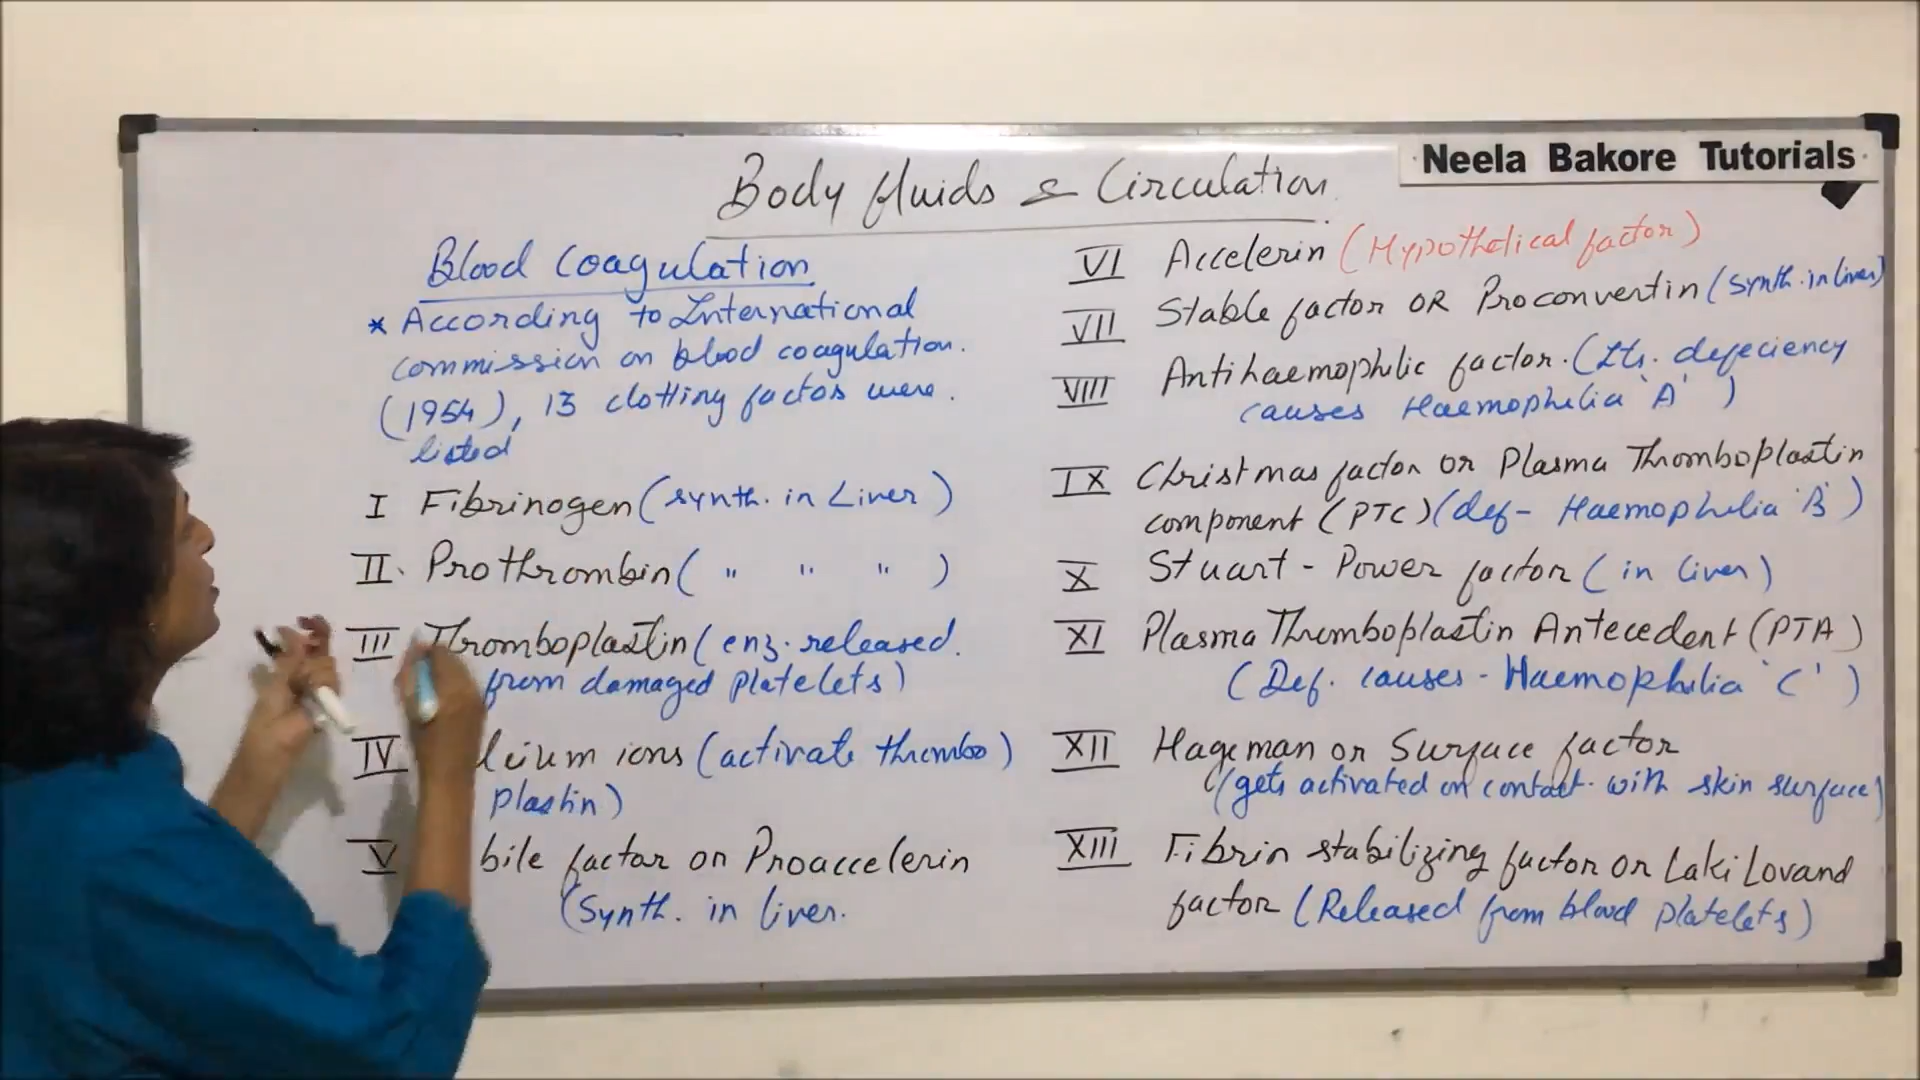 Neela Bakore Tutorials
Body fluids & Circulation
Blood Coagulation
* According to International
commission on blood coagulation.
(1954), 13 clotting factos were.
listed
I Fibrinogen (synth. in Liver)
II. Prothrombin ( " " " )
III Thromboplastin (enz. released.
from damaged platelets)
IV lcium ions (activate thrombo)
plastin)
V bile factor or Proaccelerin
(Synth. in liver.
VI Accelerin (Hypothetical factor)
VII Stable factor OR Proconvertin (synth. in liver)
VIII Antihaemophilic factor. (Its. defeciency
causes Haemophilia 'A' )
IX Christmas factor or Plasma Thromboplastin
component (PTC) (def- Haemophilia 'B')
X Stuart - Power factor (in liver)
XI Plasma Thromboplastin Antecedent (PTA)
(Def. causes - Haemophilia 'C' )
XII Hageman or Surface factor
(gets activated on contact. with skin surface)
XIII Fibrin stabilizing factor or Laki Lovand
factor (Released from blood platelets)